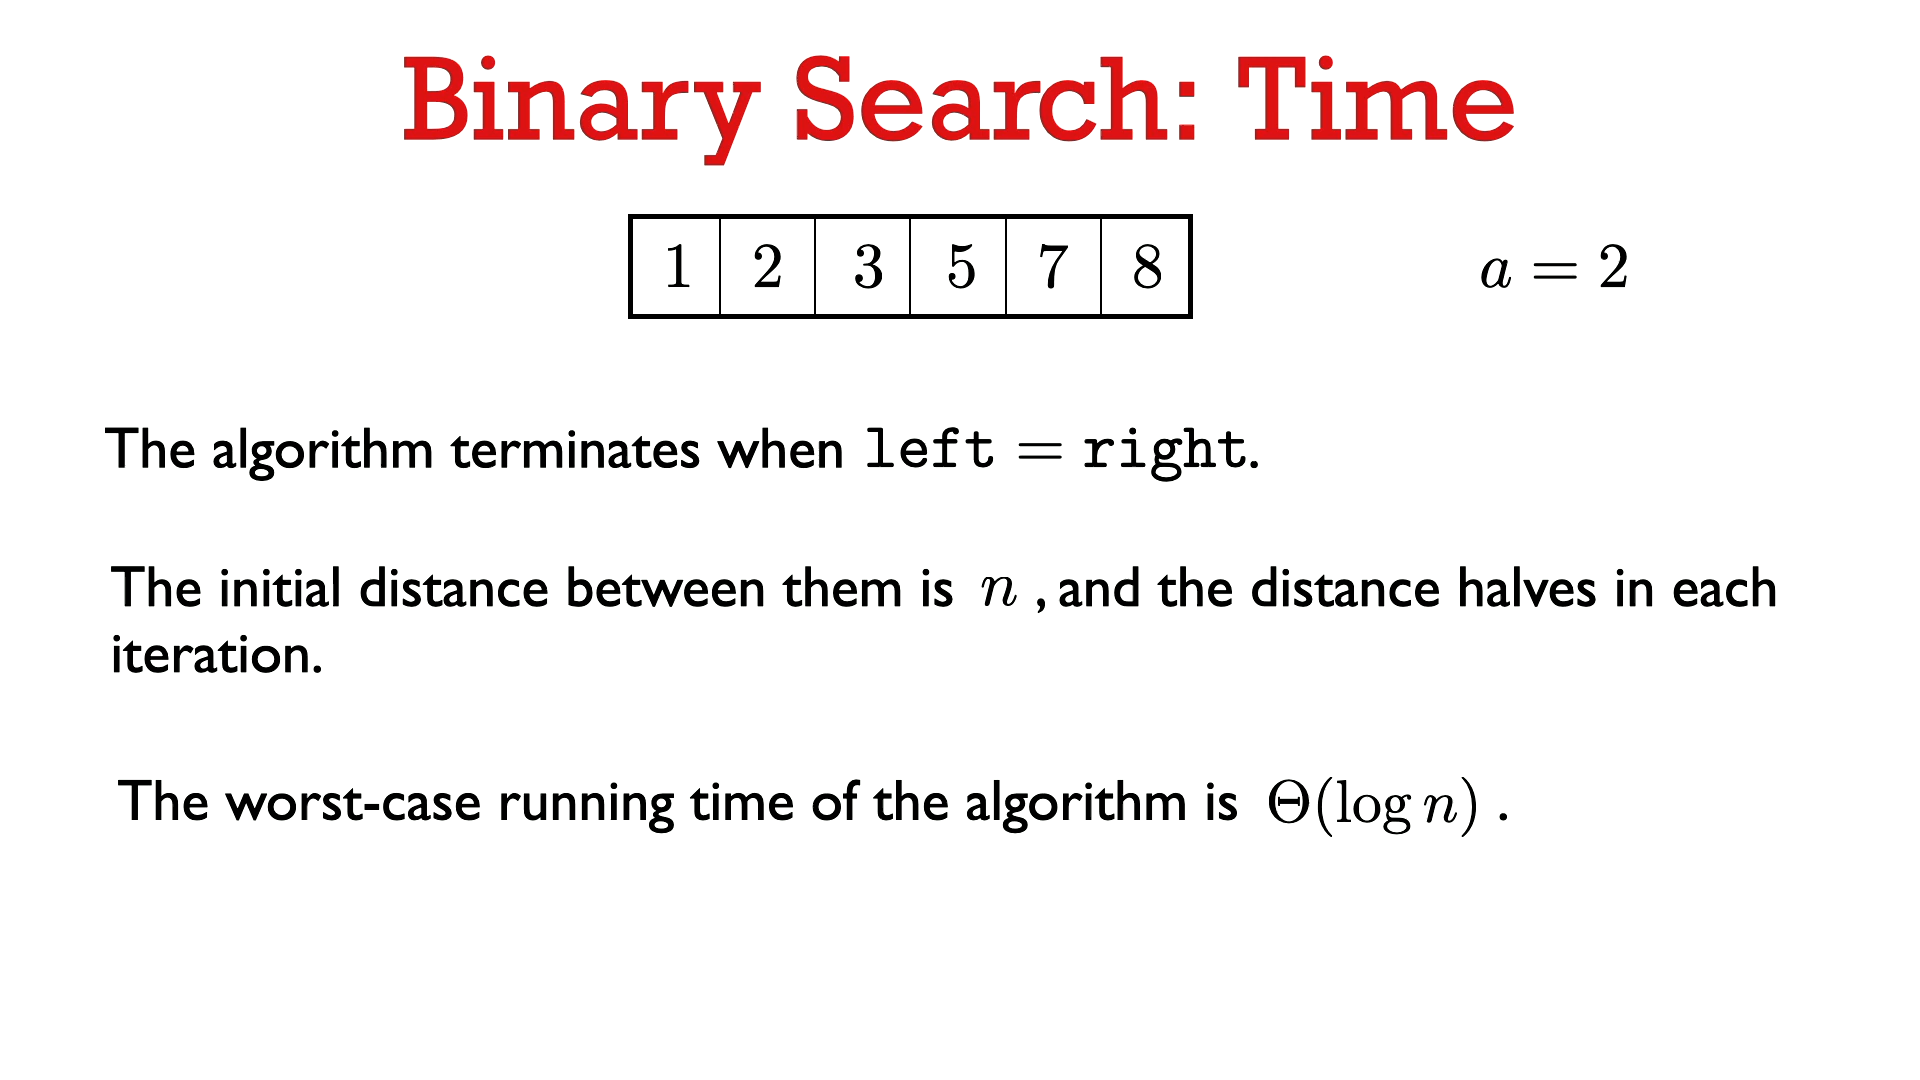 Binary Search: Time
1 2 3 5 7 8 a = 2
The algorithm terminates when left = right.
The initial distance between them is n , and the distance halves in each
iteration.
The worst-case running time of the algorithm is Θ(log n) .